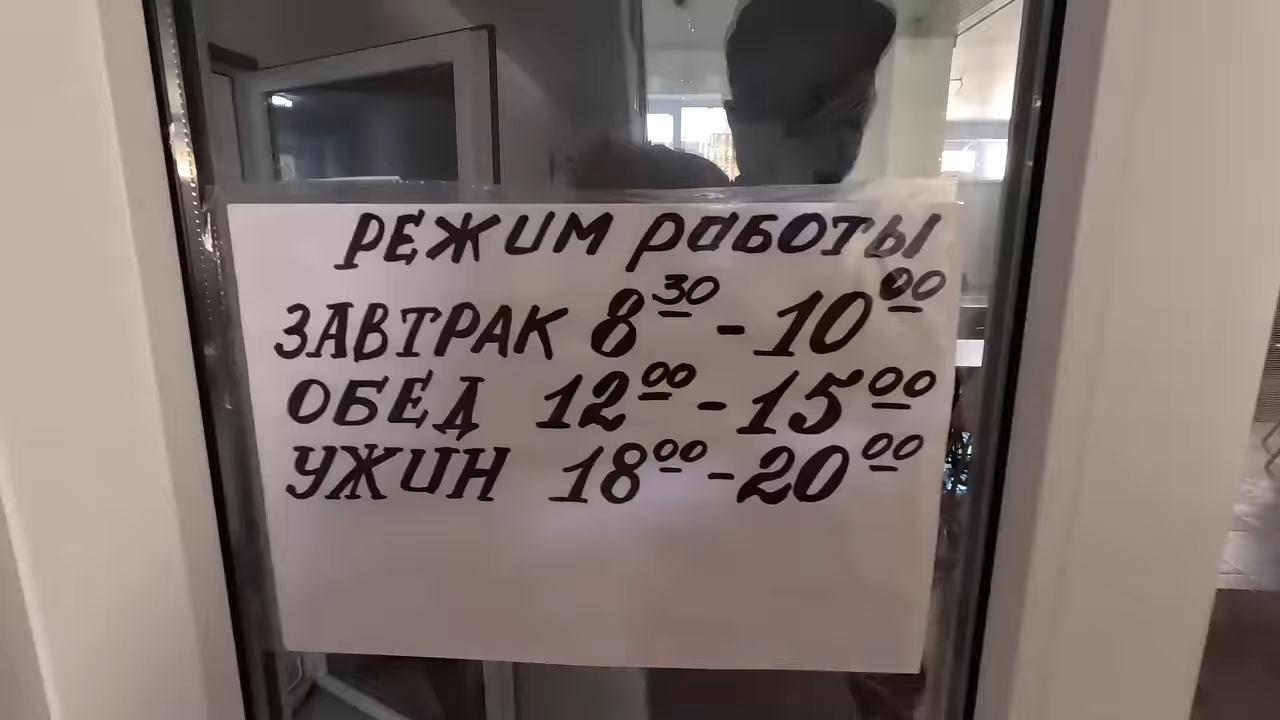 РЕЖИМ РАБОТЫ
ЗАВТРАК 8³⁰ - 10⁰⁰
ОБЕД 12⁰⁰ - 15⁰⁰
УЖИН 18⁰⁰ - 20⁰⁰